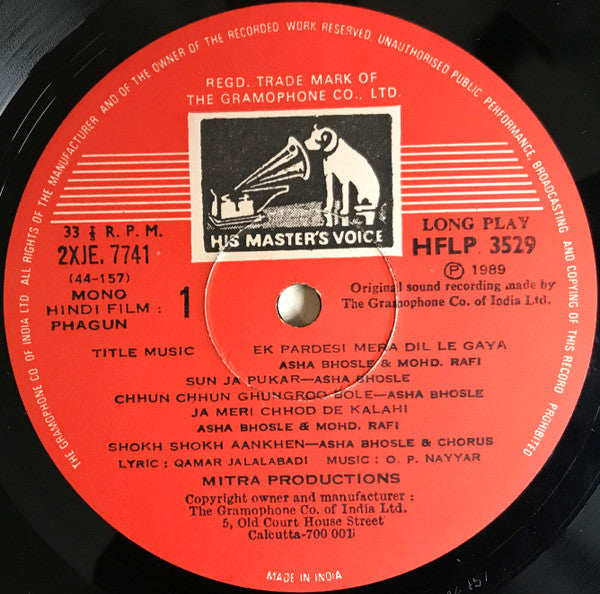 THE GRAMOPHONE CO. OF INDIA LTD. ALL RIGHTS OF THE MANUFACTURER AND OF THE OWNER OF THE RECORDED WORK RESERVED, UNAUTHORISED PUBLIC PERFORMANCE, BROADCASTING AND COPYING OF THIS RECORD PROHIBITED
REGD. TRADE MARK OF
THE GRAMOPHONE CO., LTD.
HIS MASTER'S VOICE
33 ⅓ R. P. M.
2XJE. 7741
(44-157)
MONO
HINDI FILM :
PHAGUN
1
LONG PLAY
HFLP. 3529
Ⓟ 1989
Original sound recording made by
The Gramophone Co. of India Ltd.
TITLE MUSIC EK PARDESI MERA DIL LE GAYA
ASHA BHOSLE & MOHD. RAFI
SUN JA PUKAR—ASHA BHOSLE
CHHUN CHHUN GHUNGROO BOLE—ASHA BHOSLE
JA MERI CHHOD DE KALAHI
ASHA BHOSLE & MOHD. RAFI
SHOKH SHOKH AANKHEN—ASHA BHOSLE & CHORUS
LYRIC : QAMAR JALALABADI MUSIC : O. P. NAYYAR
MITRA PRODUCTIONS
Copyright owner and manufacturer :
The Gramophone Co. of India Ltd.
5, Old Court House Street
Calcutta-700 001
MADE IN INDIA